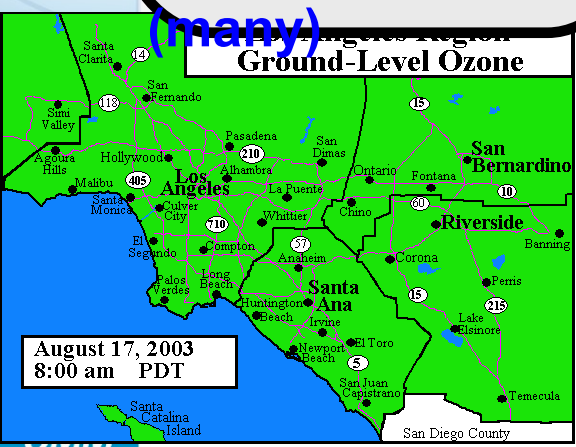 (many)
Angeles Region
Ground-Level Ozone
Santa
Clarita
14
15
San
Fernando
118
Simi
Valley
Pasadena
San
Dimas
San
Bernardino
Agoura
Hills
Hollywood
210
Alhambra
Ontario
Fontana
Malibu
405
Los
Angeles
La Puente
10
Santa
Monica
Culver
City
Whittier
Chino
60
710
Riverside
El
Segundo
Compton
57
Anaheim
Banning
Corona
Palos
Verdes
Long
Beach
Santa
Ana
Perris
Huntington
Beach
15
215
Irvine
Lake
Elsinore
El Toro
Newport
Beach
5
August 17, 2003
8:00 am PDT
San Juan
Capistrano
Temecula
Santa
Catalina
Island
San Diego County